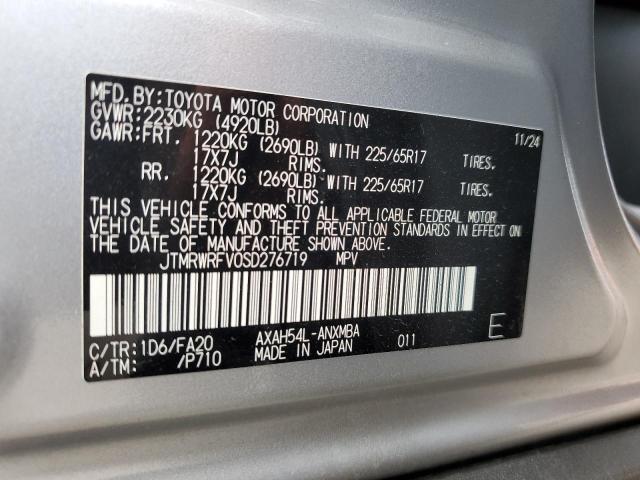 MFD. BY: TOYOTA MOTOR CORPORATION
GVWR: 2230KG (4920LB) 11/24
GAWR: FRT. 1220KG (2690LB) WITH 225/65R17 TIRES.
17X7J RIMS.
RR. 1220KG (2690LB) WITH 225/65R17 TIRES.
17X7J RIMS.
THIS VEHICLE CONFORMS TO ALL APPLICABLE FEDERAL MOTOR
VEHICLE SAFETY AND THEFT PREVENTION STANDARDS IN EFFECT ON
THE DATE OF MANUFACTURE SHOWN ABOVE.
JTMRWRFV0SD276719 MPV
C/TR: 1D6/FA20 AXAH54L-ANXMBA
A/TM: /P710 MADE IN JAPAN 011 E